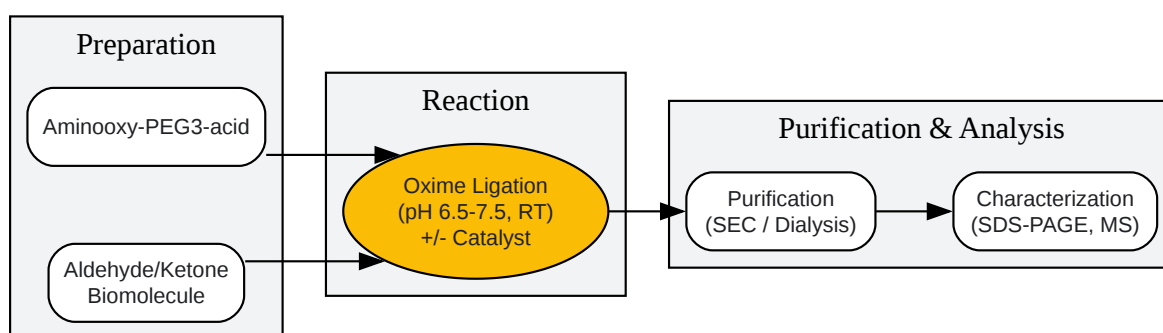 Preparation
Aminooxy-PEG3-acid
Aldehyde/Ketone
Biomolecule
Reaction
Oxime Ligation
(pH 6.5-7.5, RT)
+/- Catalyst
Purification & Analysis
Purification
(SEC / Dialysis)
Characterization
(SDS-PAGE, MS)